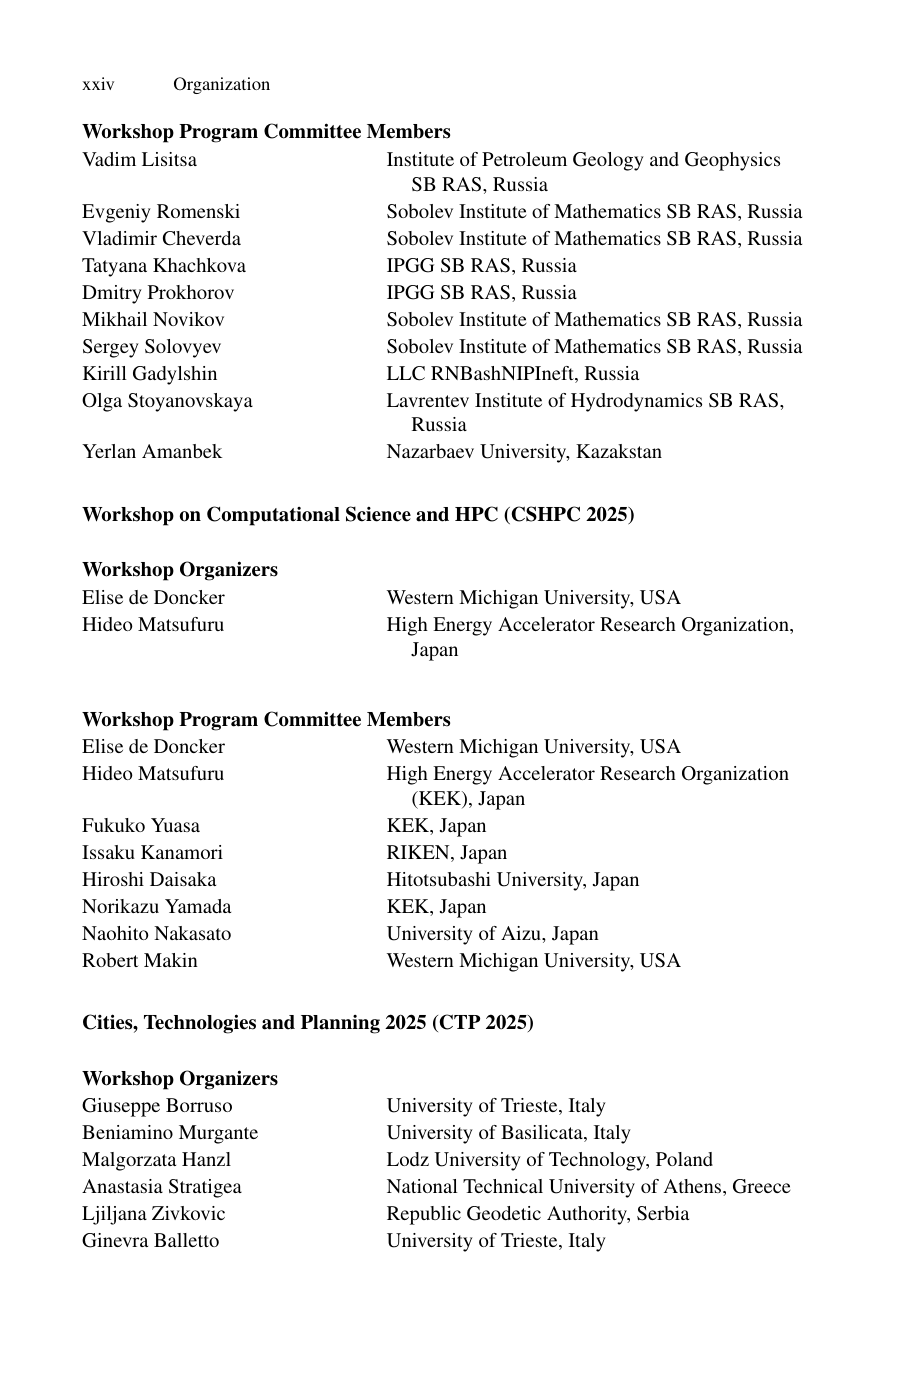 xxiv Organization
Workshop Program Committee Members
Vadim Lisitsa Institute of Petroleum Geology and Geophysics
SB RAS, Russia
Evgeniy Romenski Sobolev Institute of Mathematics SB RAS, Russia
Vladimir Cheverda Sobolev Institute of Mathematics SB RAS, Russia
Tatyana Khachkova IPGG SB RAS, Russia
Dmitry Prokhorov IPGG SB RAS, Russia
Mikhail Novikov Sobolev Institute of Mathematics SB RAS, Russia
Sergey Solovyev Sobolev Institute of Mathematics SB RAS, Russia
Kirill Gadylshin LLC RNBashNIPIneft, Russia
Olga Stoyanovskaya Lavrentev Institute of Hydrodynamics SB RAS,
Russia
Yerlan Amanbek Nazarbaev University, Kazakstan
Workshop on Computational Science and HPC (CSHPC 2025)
Workshop Organizers
Elise de Doncker Western Michigan University, USA
Hideo Matsufuru High Energy Accelerator Research Organization,
Japan
Workshop Program Committee Members
Elise de Doncker Western Michigan University, USA
Hideo Matsufuru High Energy Accelerator Research Organization
(KEK), Japan
Fukuko Yuasa KEK, Japan
Issaku Kanamori RIKEN, Japan
Hiroshi Daisaka Hitotsubashi University, Japan
Norikazu Yamada KEK, Japan
Naohito Nakasato University of Aizu, Japan
Robert Makin Western Michigan University, USA
Cities, Technologies and Planning 2025 (CTP 2025)
Workshop Organizers
Giuseppe Borruso University of Trieste, Italy
Beniamino Murgante University of Basilicata, Italy
Malgorzata Hanzl Lodz University of Technology, Poland
Anastasia Stratigea National Technical University of Athens, Greece
Ljiljana Zivkovic Republic Geodetic Authority, Serbia
Ginevra Balletto University of Trieste, Italy